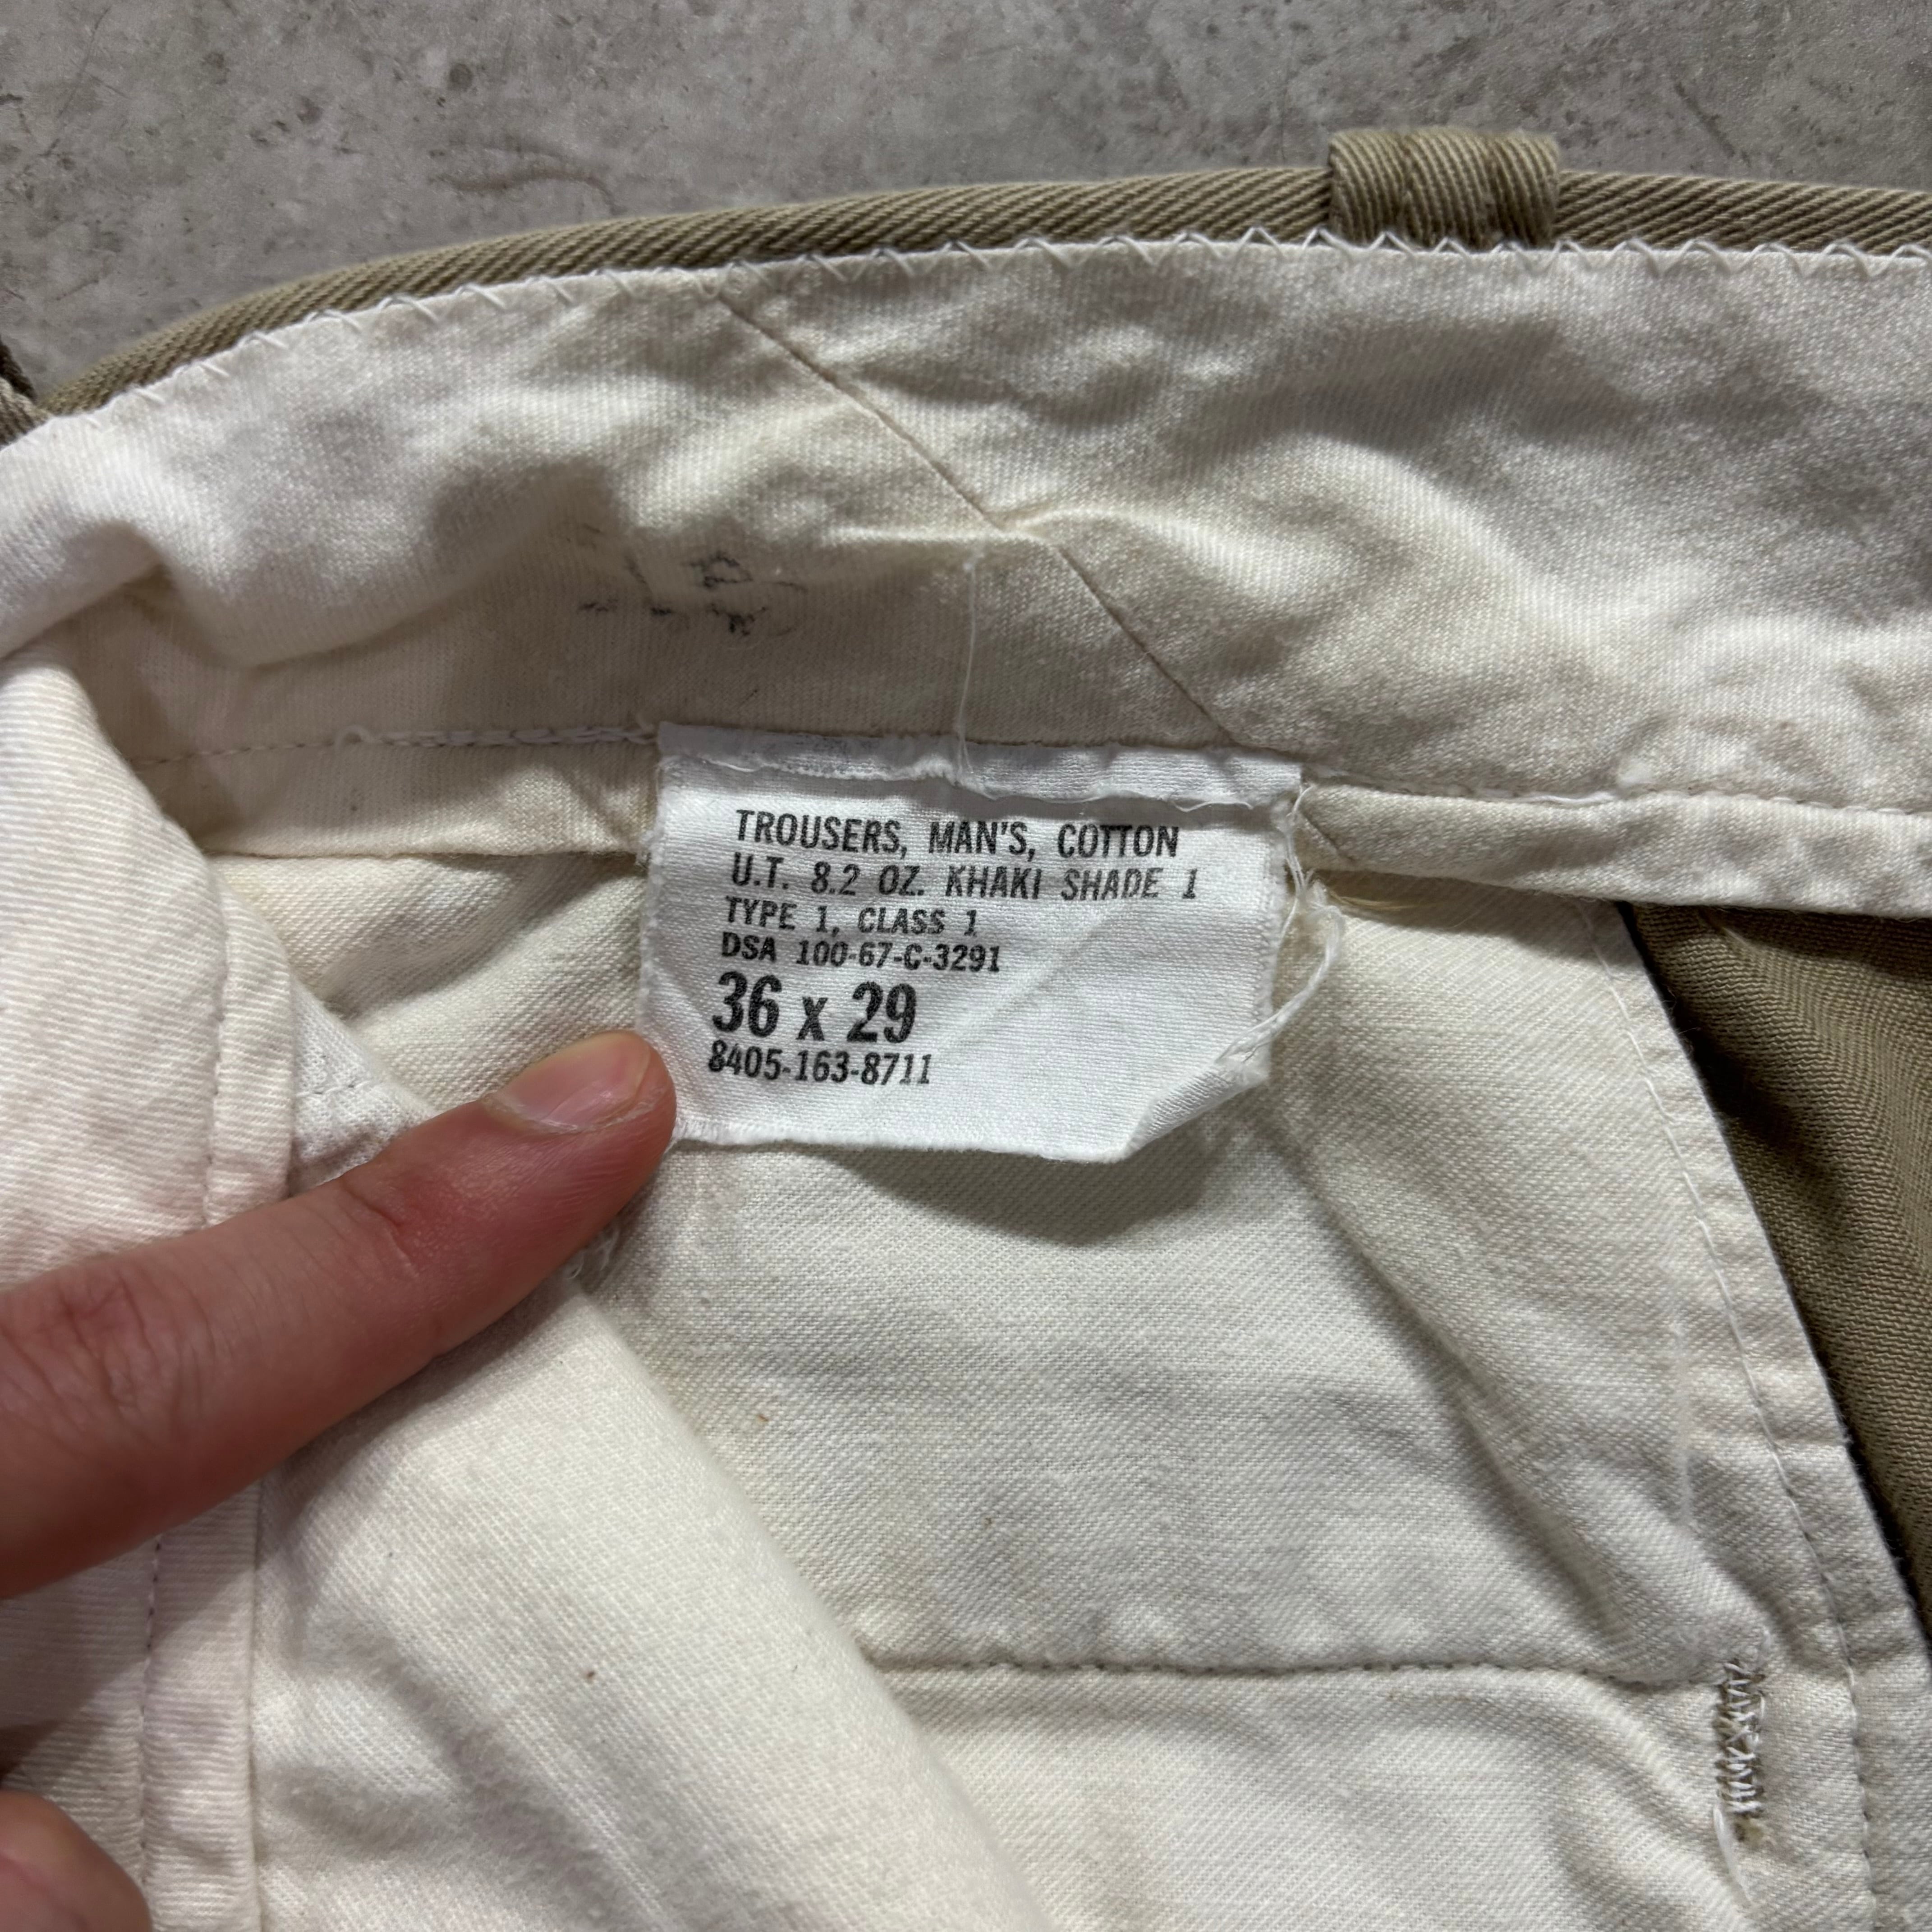 TROUSERS, MAN'S, COTTON
U.T. 8.2 OZ. KHAKI SHADE 1
TYPE 1, CLASS 1
DSA 100-67-C-3291
36 x 29
8405-163-8711